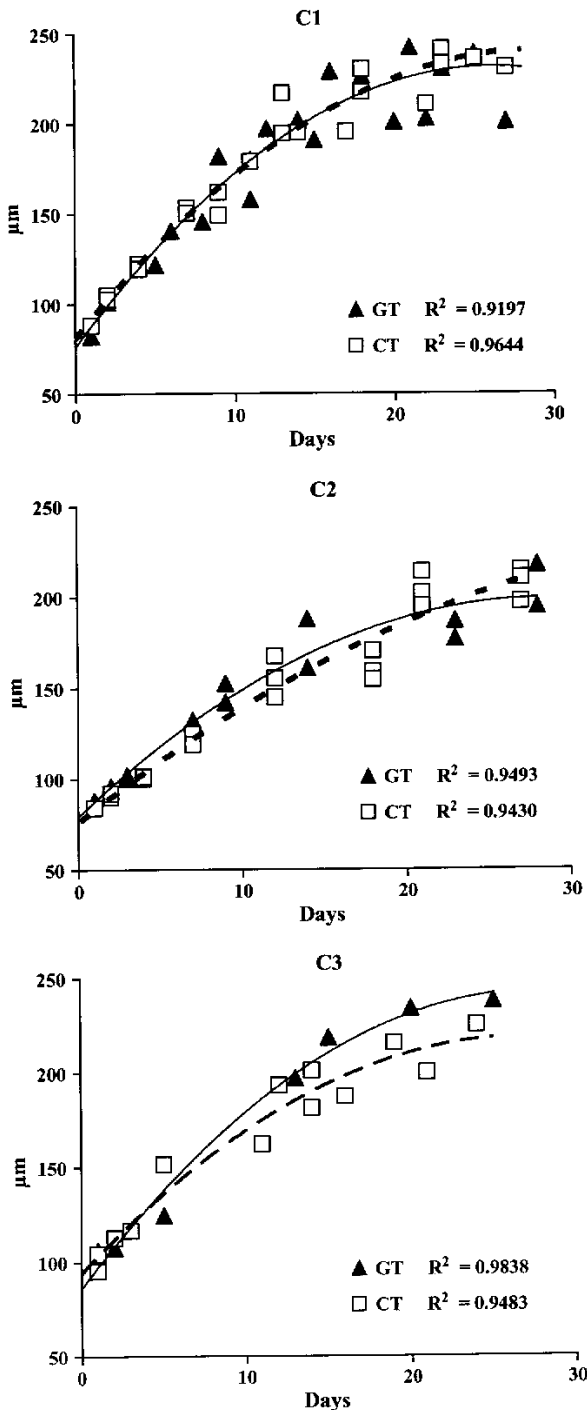 C1
250
200
150
100
50
µm
▲ GT R² = 0.9197
□ CT R² = 0.9644
0 10 20 30
Days
C2
250
200
150
100
50
µm
▲ GT R² = 0.9493
□ CT R² = 0.9430
0 10 20 30
Days
C3
250
200
150
100
50
µm
▲ GT R² = 0.9838
□ CT R² = 0.9483
0 10 20 30
Days